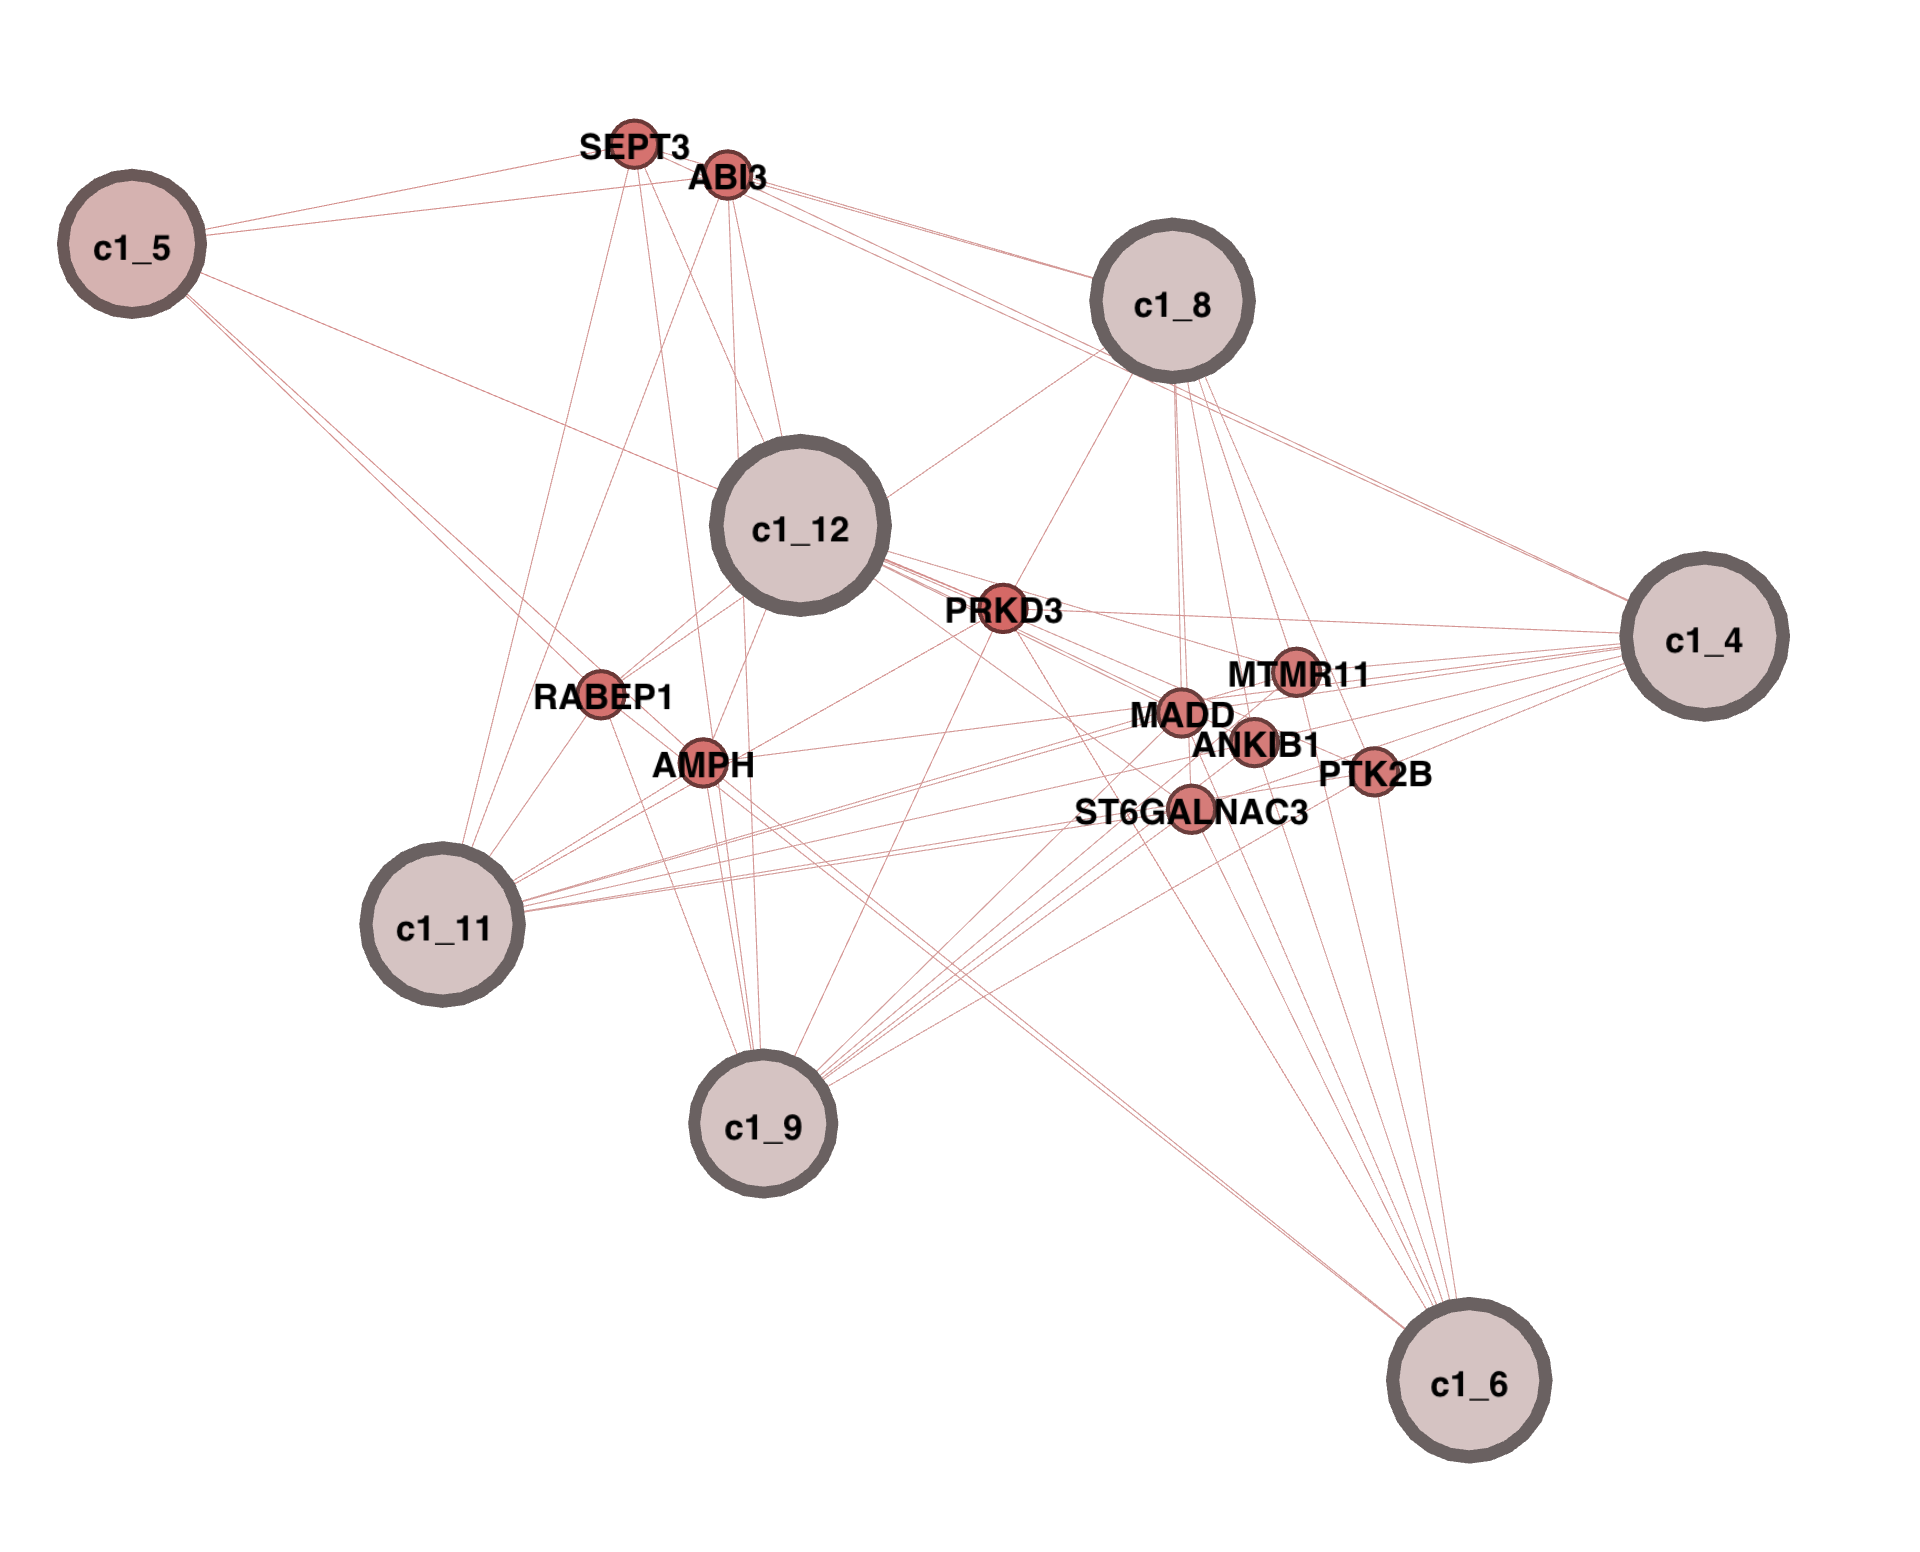 SEPT3
ABI3
c1_5
c1_8
c1_12
PRKD3
c1_4
MTMR11
RABEP1
MADD
ANKIB1
AMPH
PTK2B
ST6GALNAC3
c1_11
c1_9
c1_6